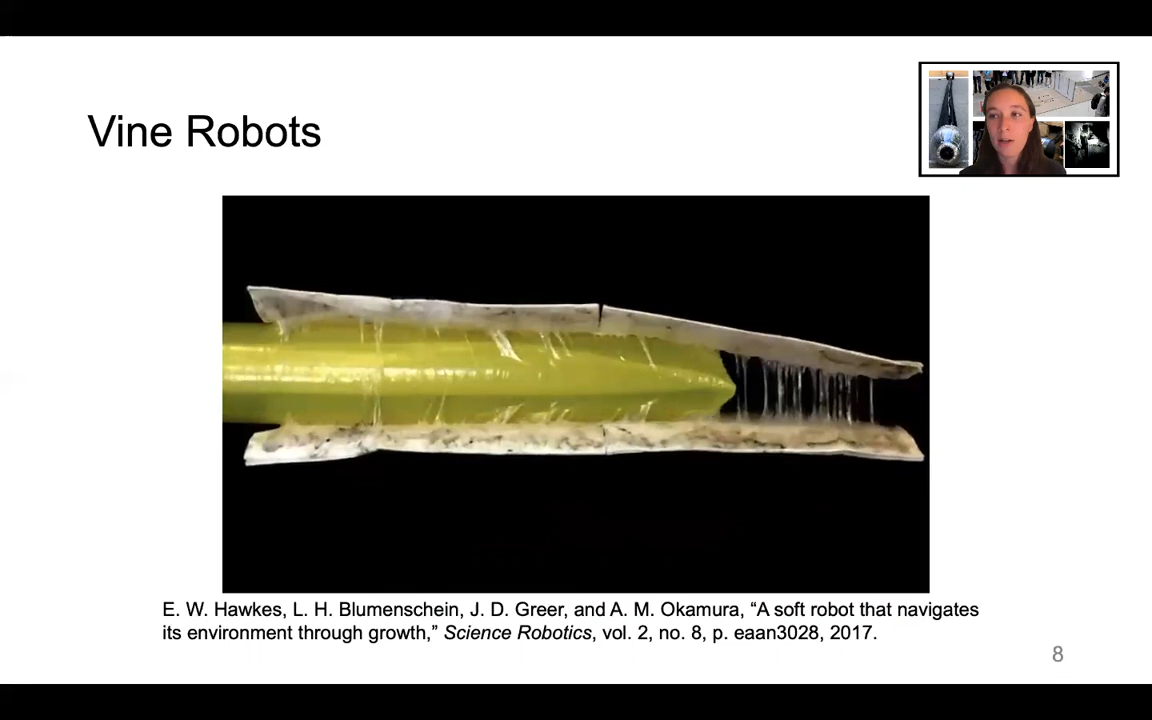 Vine Robots
E. W. Hawkes, L. H. Blumenschein, J. D. Greer, and A. M. Okamura, “A soft robot that navigates
its environment through growth,” Science Robotics, vol. 2, no. 8, p. eaan3028, 2017.
8